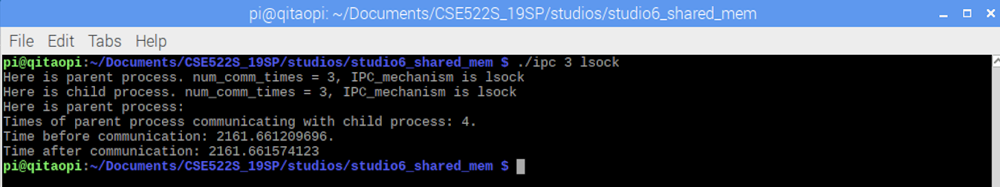 pi@qitaopi: ~/Documents/CSE522S_19SP/studios/studio6_shared_mem
File Edit Tabs Help
pi@qitaopi:~/Documents/CSE522S_19SP/studios/studio6_shared_mem $ ./ipc 3 lsock
Here is parent process. num_comm_times = 3, IPC_mechanism is lsock
Here is child process. num_comm_times = 3, IPC_mechanism is lsock
Here is parent process:
Times of parent process communicating with child process: 4.
Time before communication: 2161.661209696.
Time after communication: 2161.661574123
pi@qitaopi:~/Documents/CSE522S_19SP/studios/studio6_shared_mem $